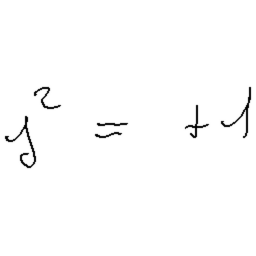 j² = +1